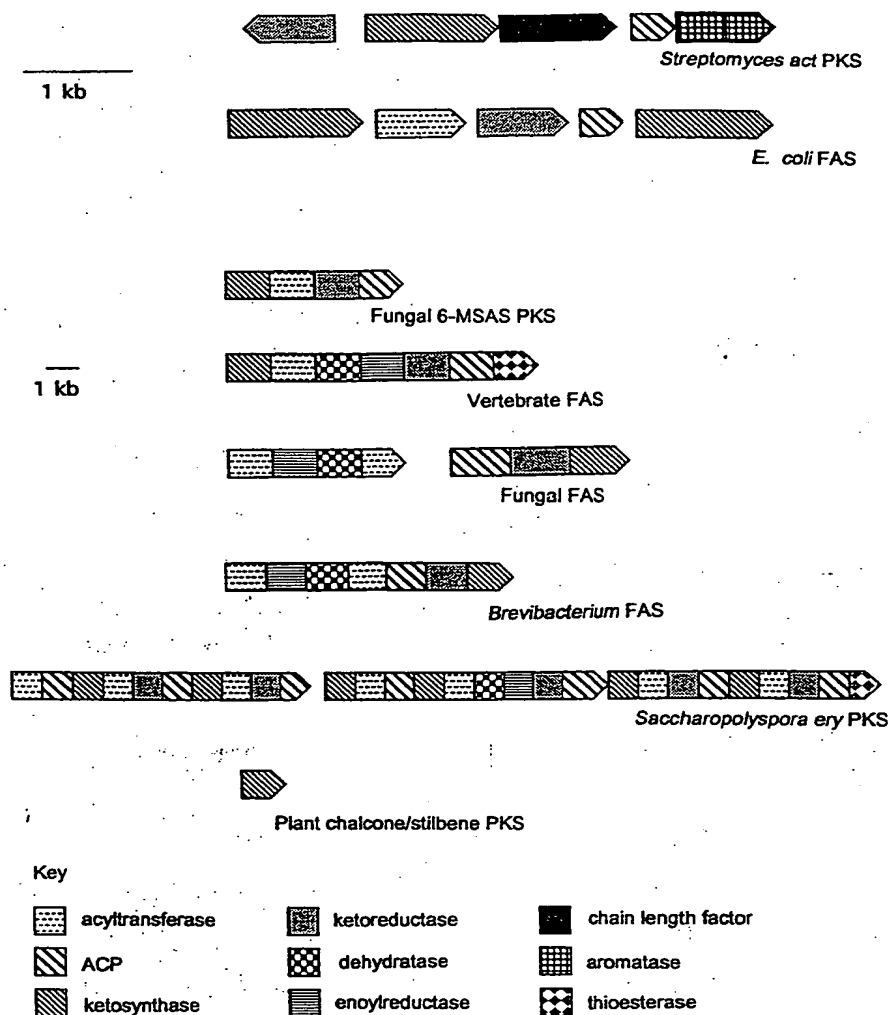 Streptomyces act PKS
1 kb
E. coli FAS
Fungal 6-MSAS PKS
1 kb
Vertebrate FAS
Fungal FAS
Brevibacterium FAS
Saccharopolyspora ery PKS
Plant chalcone/stilbene PKS
Key
acyltransferase
ketoreductase
chain length factor
ACP
dehydratase
aromatase
ketosynthase
enoylreductase
thioesterase